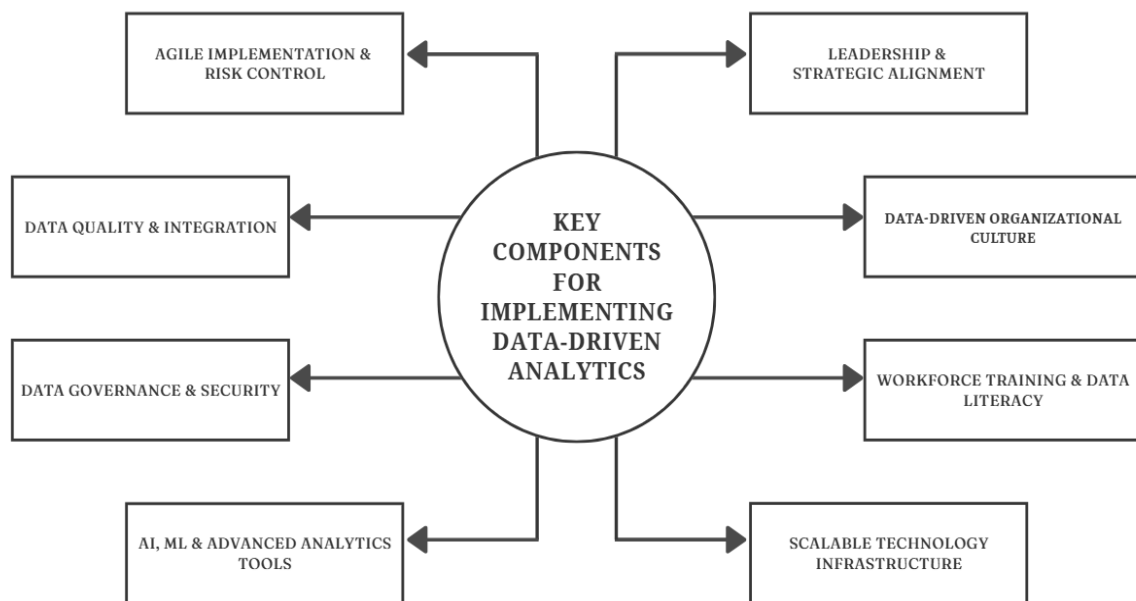 AGILE IMPLEMENTATION &
RISK CONTROL
LEADERSHIP &
STRATEGIC ALIGNMENT
DATA QUALITY & INTEGRATION
KEY
COMPONENTS
FOR
IMPLEMENTING
DATA-DRIVEN
ANALYTICS
DATA-DRIVEN ORGANIZATIONAL
CULTURE
DATA GOVERNANCE & SECURITY
WORKFORCE TRAINING & DATA
LITERACY
AI, ML & ADVANCED ANALYTICS
TOOLS
SCALABLE TECHNOLOGY
INFRASTRUCTURE